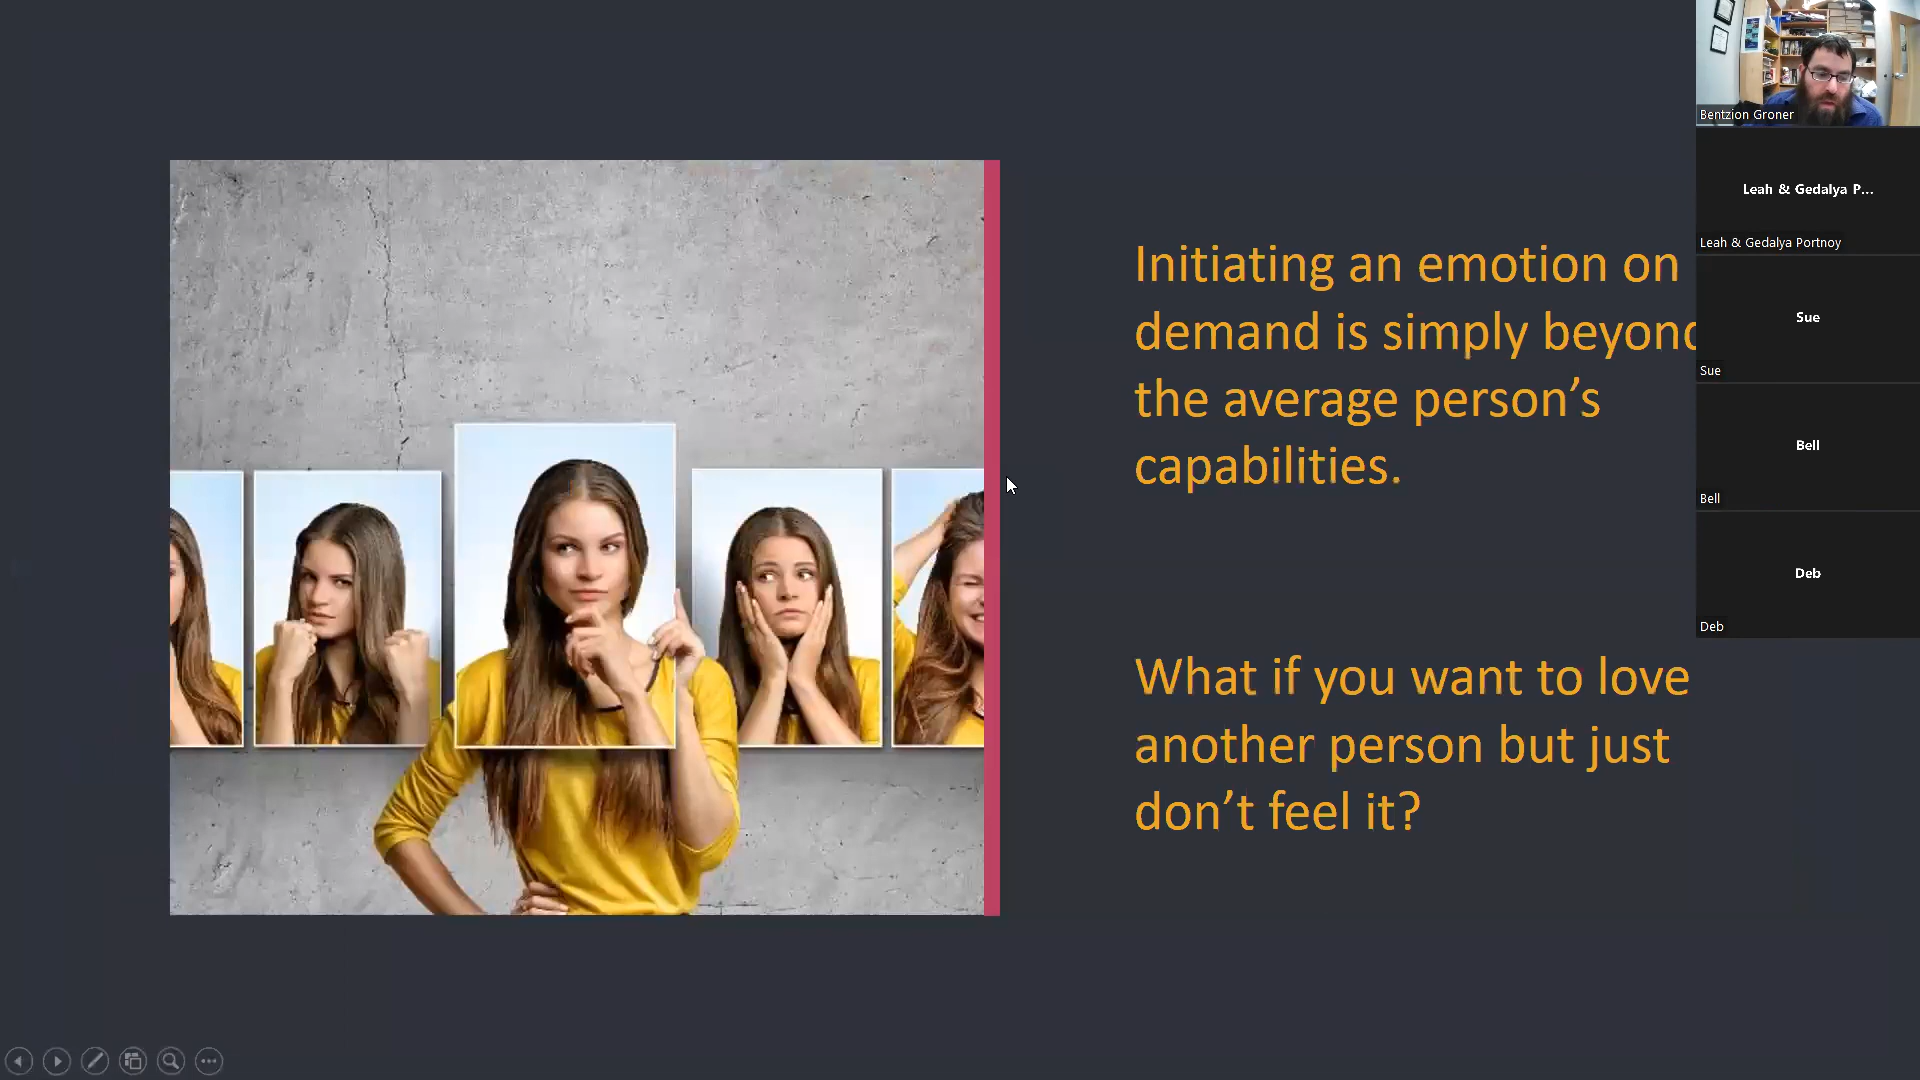 Initiating an emotion on
demand is simply beyond
the average person’s
capabilities.
What if you want to love
another person but just
don’t feel it?
Bentzion Groner
Leah & Gedalya P...
Leah & Gedalya Portnoy
Sue
Sue
Bell
Bell
Deb
Deb